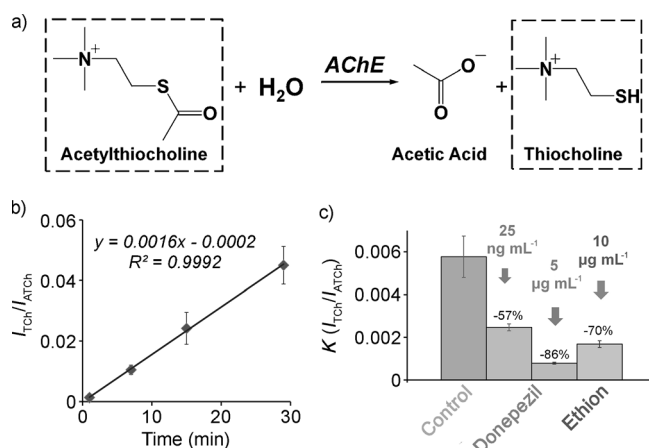 a)
N+
S
O
+ H2O
AChE
O−
O
+
N+
SH
Acetylthiocholine
Acetic Acid
Thiocholine
b)
0.06
0.04
0.02
0
0 10 20 30
ITCh/IATCh
Time (min)
y = 0.0016x - 0.0002
R² = 0.9992
c)
0.006
0.004
0.002
0
K (ITCh/IATCh)
25
ng mL-1
5
µg mL-1
10
µg mL-1
-57%
-86%
-70%
Control
Donepezil
Ethion